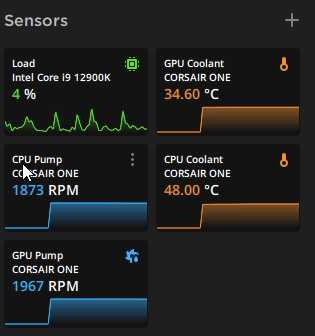 Sensors
Load
Intel Core i9 12900K
4 %
GPU Coolant
CORSAIR ONE
34.60 °C
CPU Pump
CORSAIR ONE
1873 RPM
CPU Coolant
CORSAIR ONE
48.00 °C
GPU Pump
CORSAIR ONE
1967 RPM